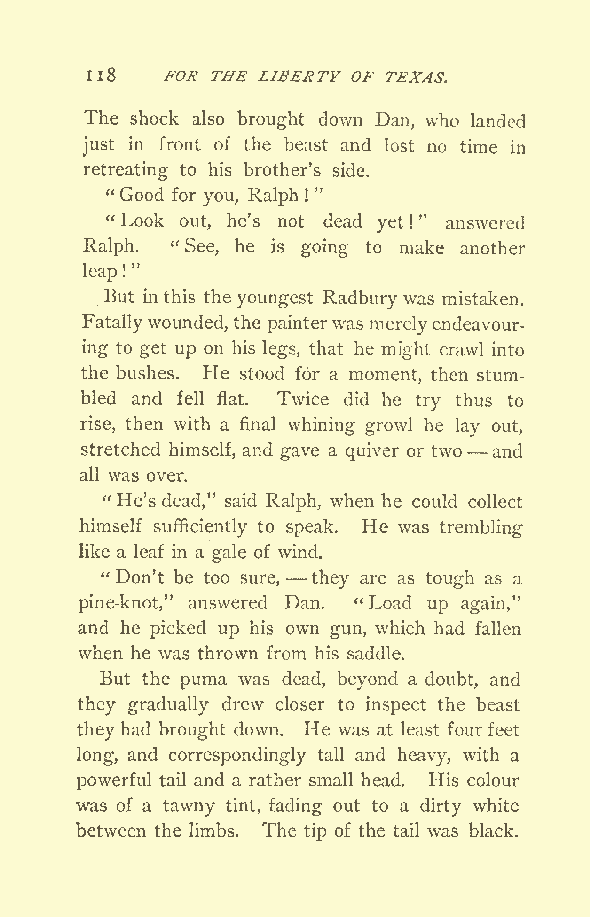 118 FOR THE LIBERTY OF TEXAS.
The shock also brought down Dan, who landed
just in front of the beast and lost no time in
retreating to his brother's side.
"Good for you, Ralph!"
"Look out, he's not dead yet!" answered
Ralph. "See, he is going to make another
leap!"
But in this the youngest Radbury was mistaken.
Fatally wounded, the painter was merely endeavour-
ing to get up on his legs, that he might crawl into
the bushes. He stood for a moment, then stum-
bled and fell flat. Twice did he try thus to
rise, then with a final whining growl he lay out,
stretched himself, and gave a quiver or two — and
all was over.
"He's dead," said Ralph, when he could collect
himself sufficiently to speak. He was trembling
like a leaf in a gale of wind.
"Don't be too sure, — they are as tough as a
pine-knot," answered Dan. "Load up again,"
and he picked up his own gun, which had fallen
when he was thrown from his saddle.
But the puma was dead, beyond a doubt, and
they gradually drew closer to inspect the beast
they had brought down. He was at least four feet
long, and correspondingly tall and heavy, with a
powerful tail and a rather small head. His colour
was of a tawny tint, fading out to a dirty white
between the limbs. The tip of the tail was black.